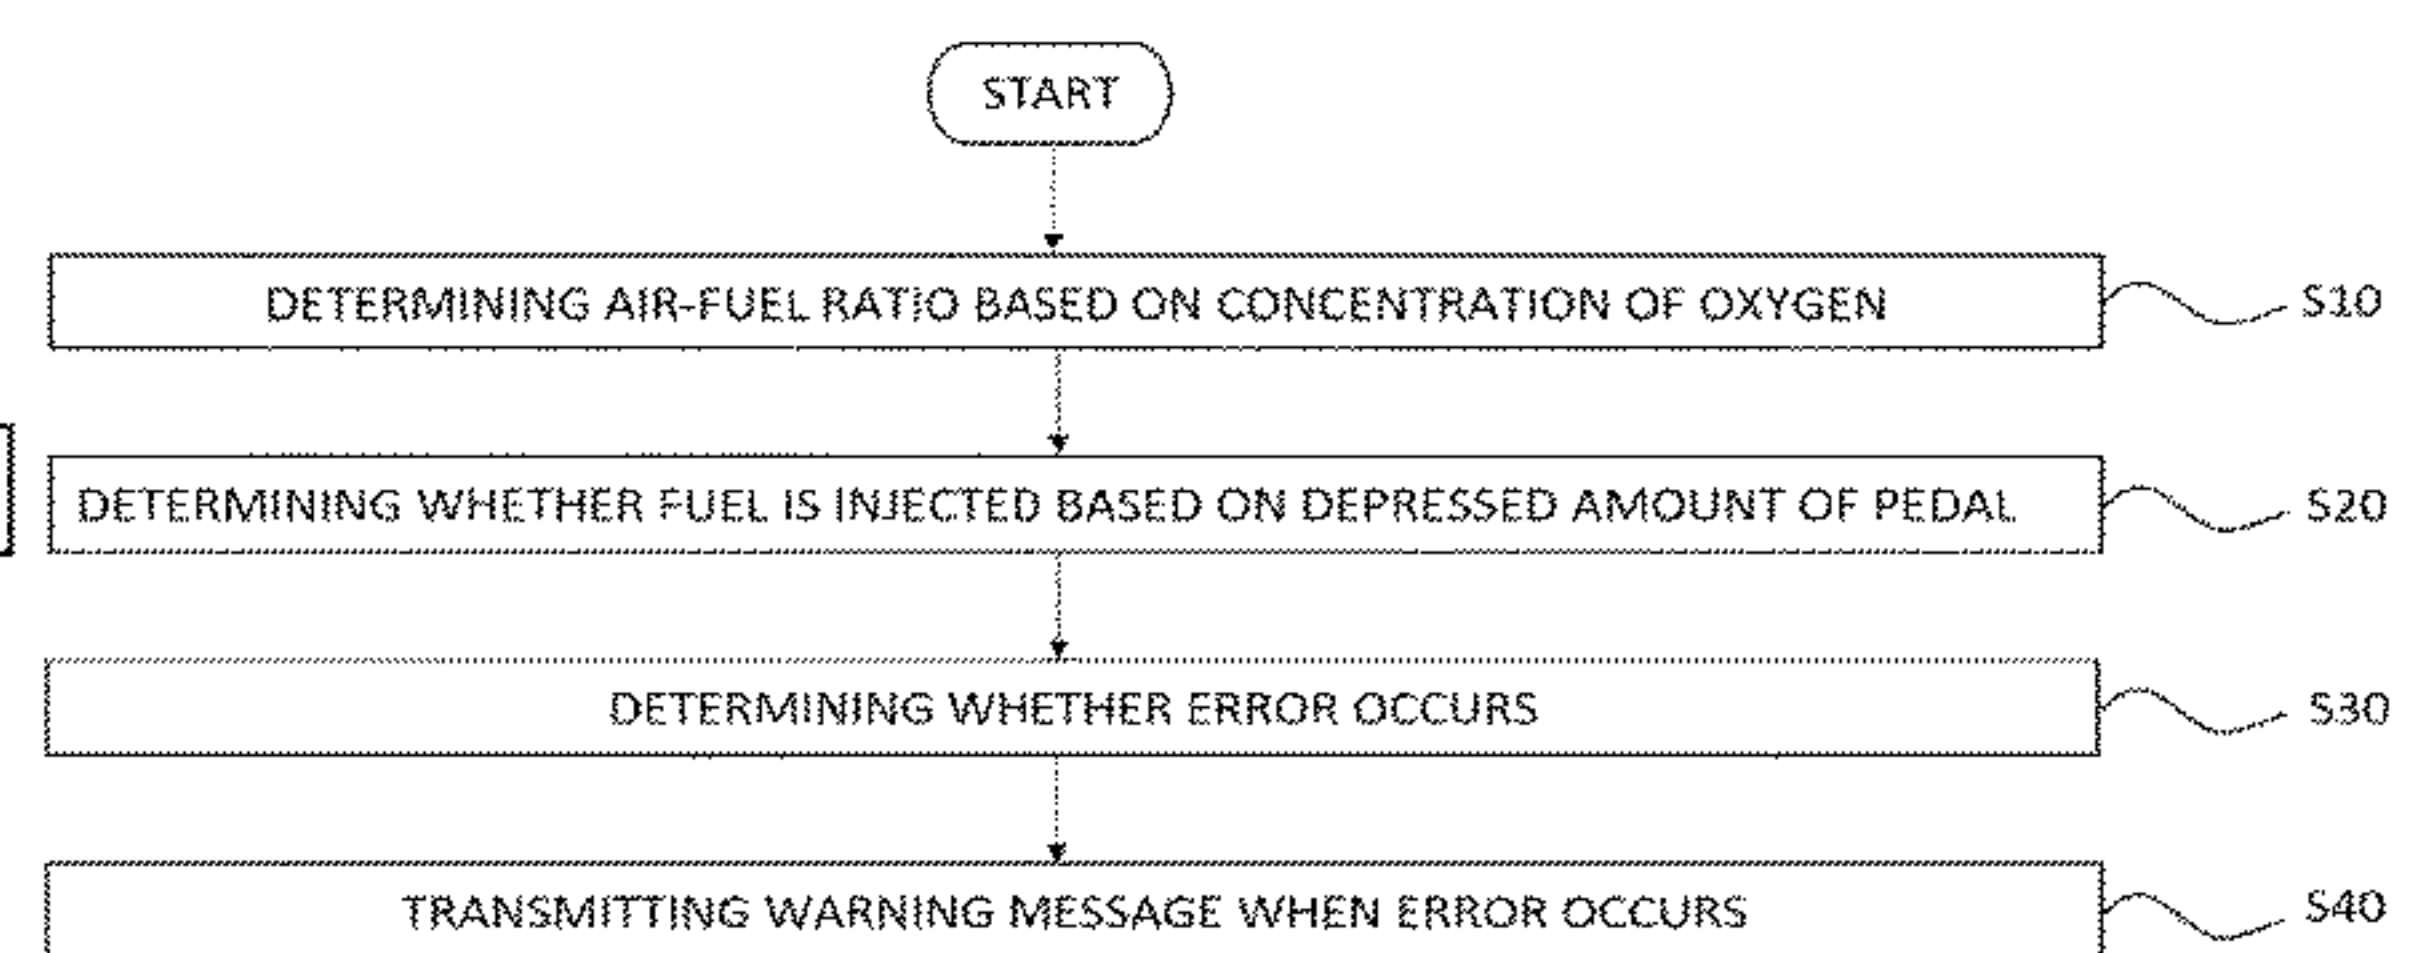 START
DETERMINING AIR-FUEL RATIO BASED ON CONCENTRATION OF OXYGEN
S10
DETERMINING WHETHER FUEL IS INJECTED BASED ON DEPRESSED AMOUNT OF PEDAL
S20
DETERMINING WHETHER ERROR OCCURS
S30
TRANSMITTING WARNING MESSAGE WHEN ERROR OCCURS
S40